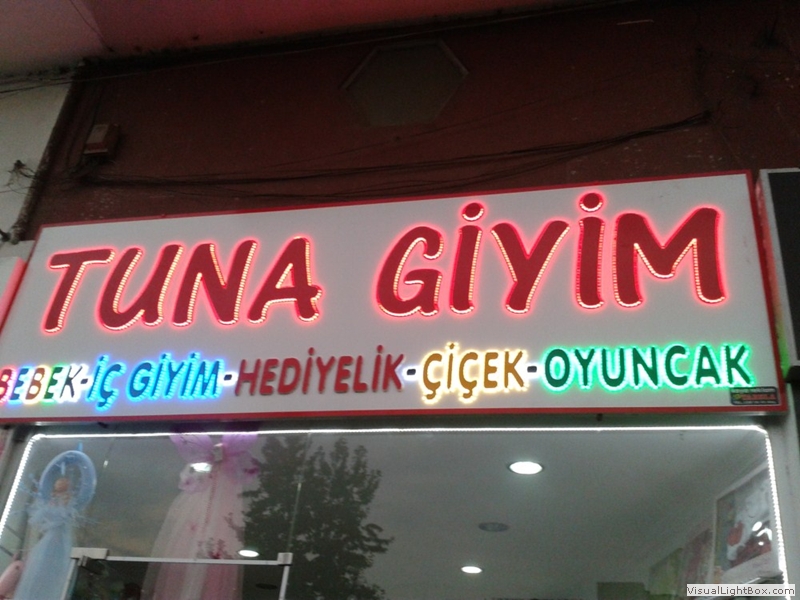 TUNA GİYİM
BEBEK-İÇ GİYİM-HEDİYELİK-ÇİÇEK-OYUNCAK
VisualLightBox.com